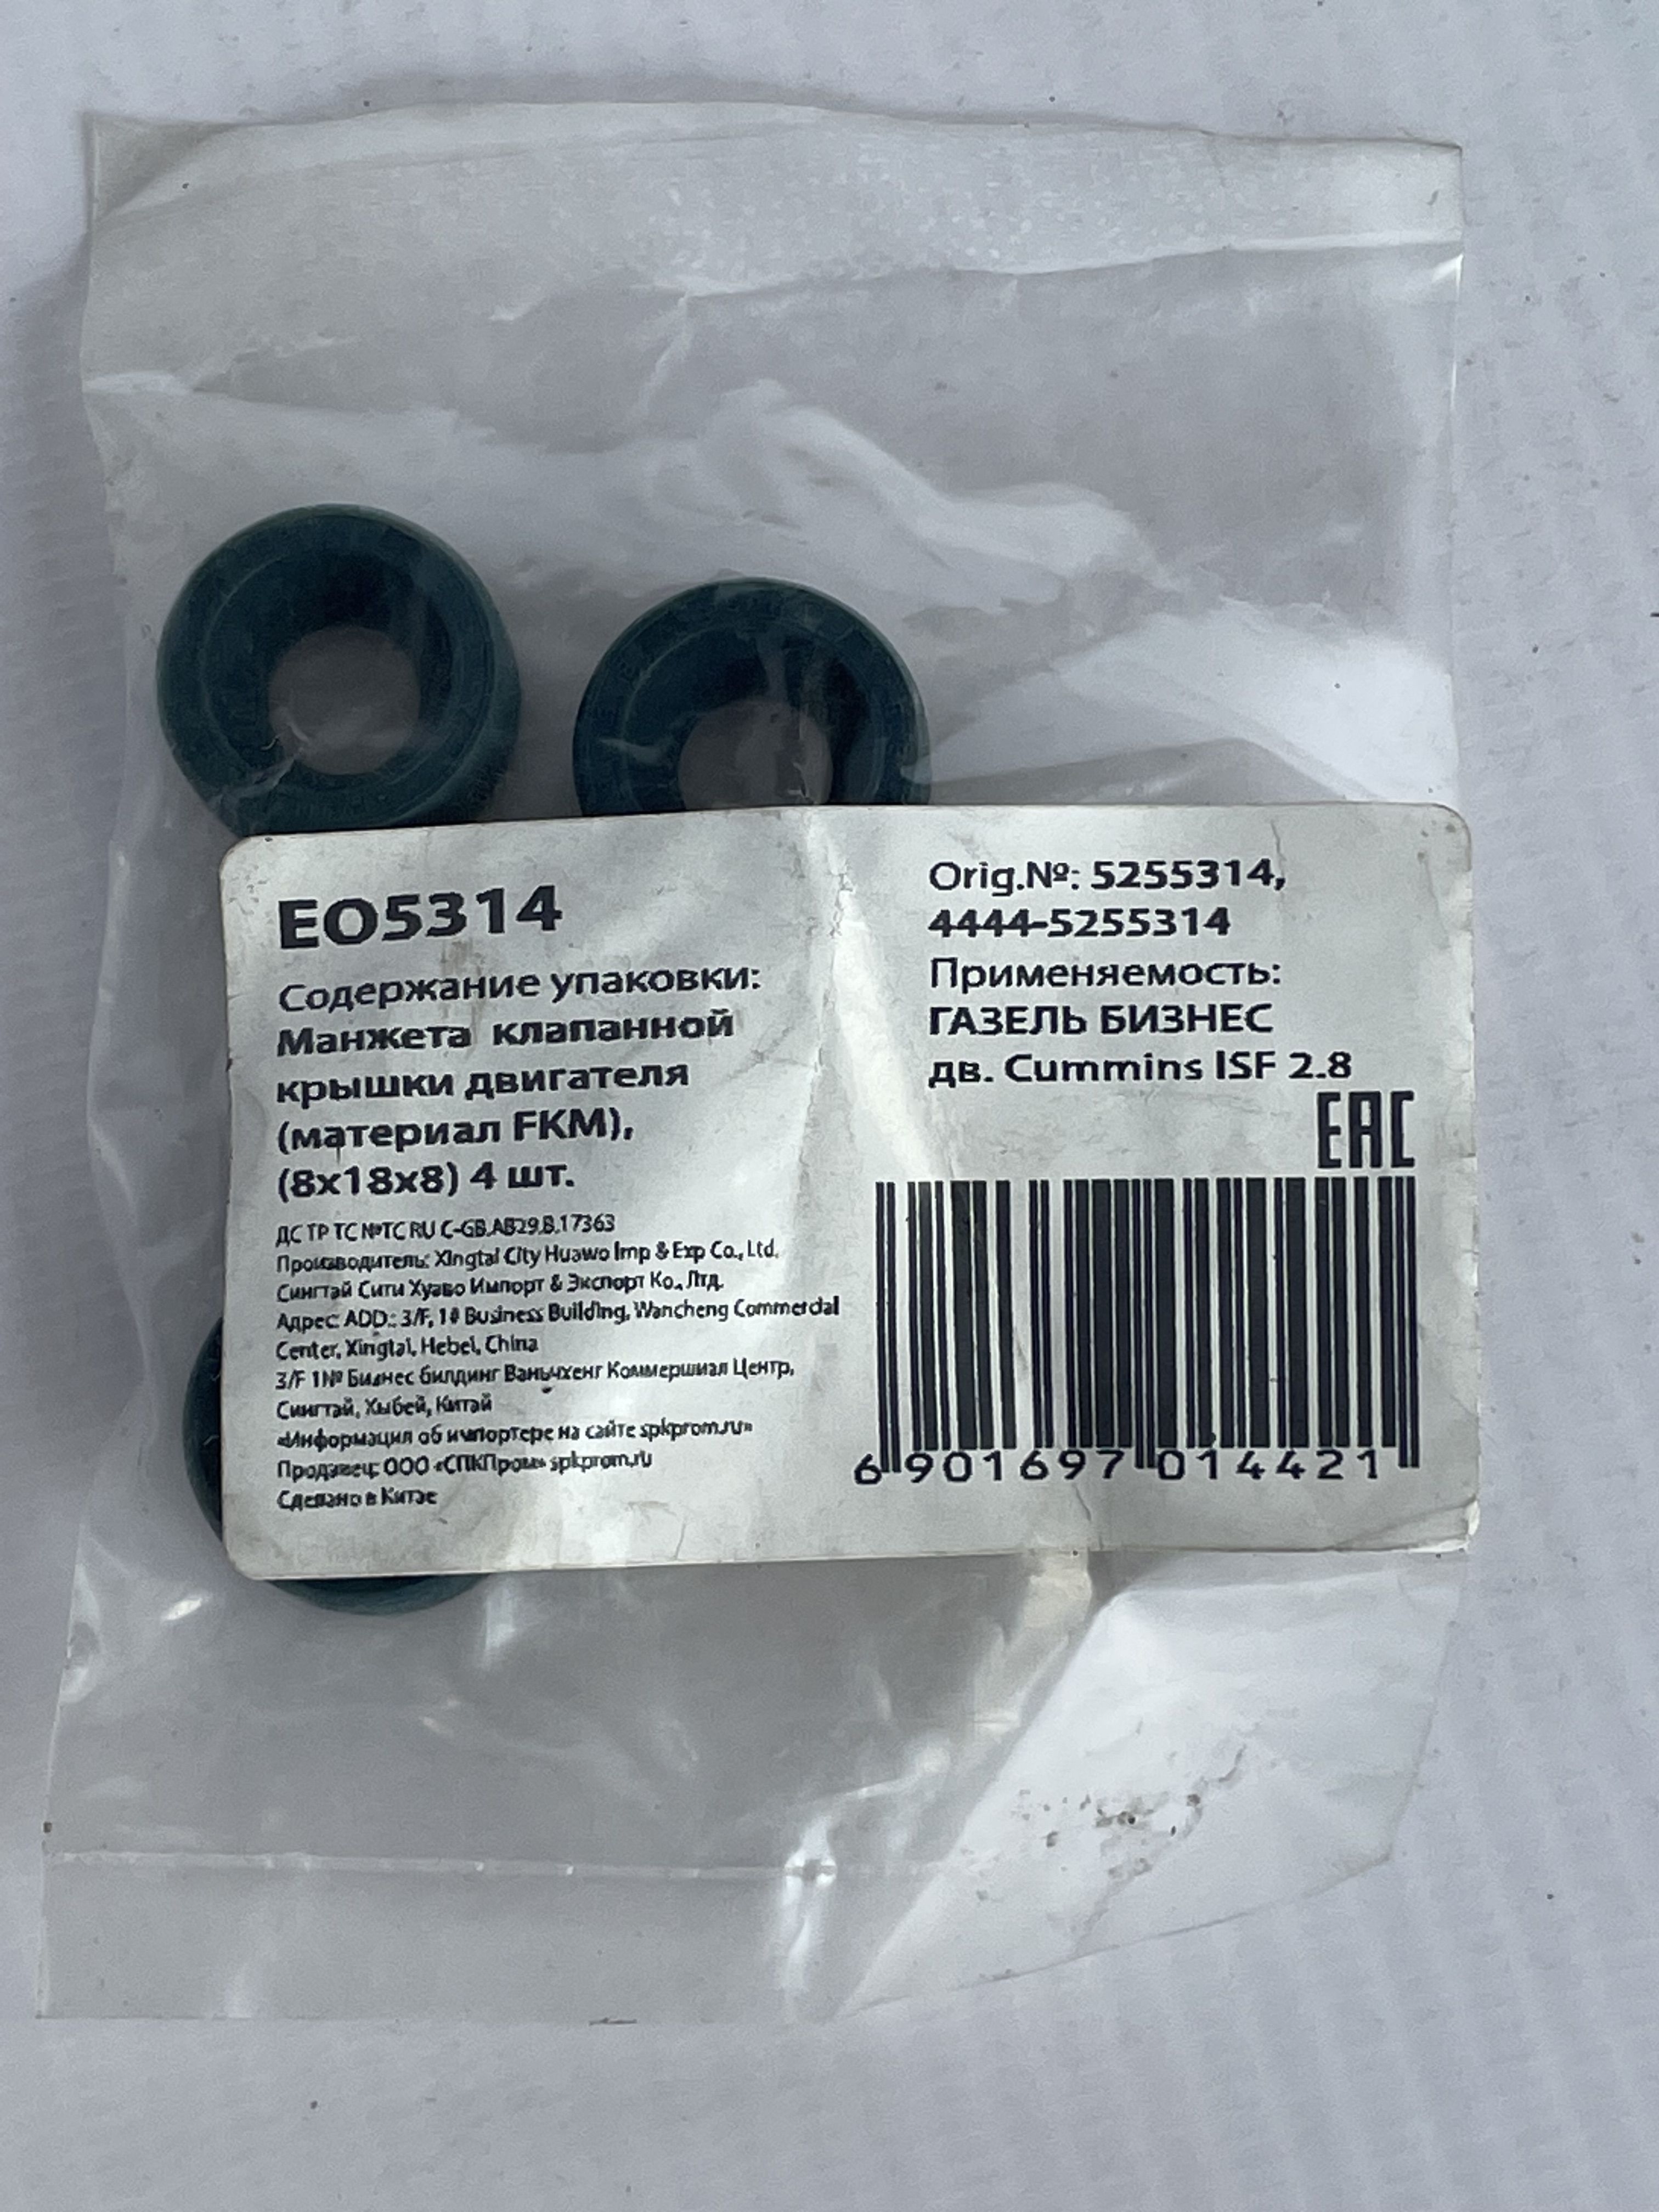 EO5314
Содержание упаковки:
Манжета клапанной
крышки двигателя
(материал FKM),
(8x18x8) 4 шт.
ДС ТР ТС №ТС RU C-GB.АВ29.В.17363
Производитель: Xingtai City Huawo Imp & Exp Co., Ltd.
Сингтай Сити Хуаво Импорт & Экспорт Ко., Лтд.
Адрес: ADD.: 3/F, 1# Business Building, Wancheng Commercial
Center, Xingtai, Hebei, China
3/F 1№ Бизнес билдинг Ваньчхенг Коммершиал Центр,
Сингтай, Хыбей, Китай
«Информация об импортере на сайте spkprom.ru»
Продавец: ООО «СПКПром» spkprom.ru
Сделано в Китае
Orig.№: 5255314,
4444-5255314
Применяемость:
ГАЗЕЛЬ БИЗНЕС
дв. Cummins ISF 2.8
EAC
6 901697 014421